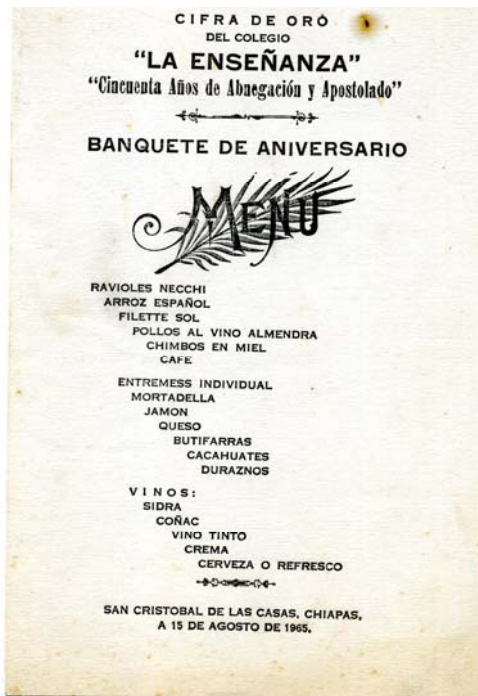 CIFRA DE ORO
DEL COLEGIO
“LA ENSEÑANZA”
“Cincuenta Años de Abnegación y Apostolado”
BANQUETE DE ANIVERSARIO
MENU
RAVIOLES NECCHI
ARROZ ESPAÑOL
FILETTE SOL
POLLOS AL VINO ALMENDRA
CHIMBOS EN MIEL
CAFE
ENTREMESS INDIVIDUAL
MORTADELLA
JAMON
QUESO
BUTIFARRAS
CACAHUATES
DURAZNOS
VINOS:
SIDRA
COÑAC
VINO TINTO
CREMA
CERVEZA O REFRESCO
SAN CRISTOBAL DE LAS CASAS, CHIAPAS,
A 15 DE AGOSTO DE 1965.